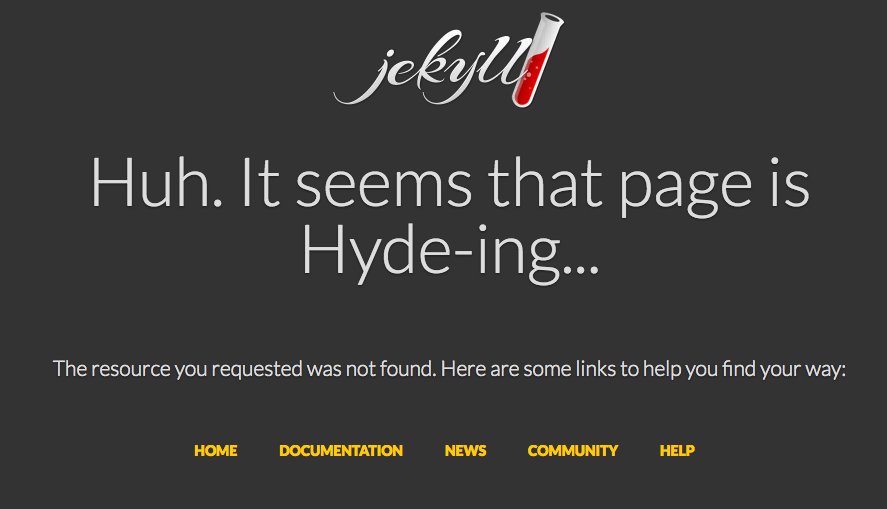 jekyll
Huh. It seems that page is
Hyde-ing...
The resource you requested was not found. Here are some links to help you find your way:
HOME DOCUMENTATION NEWS COMMUNITY HELP